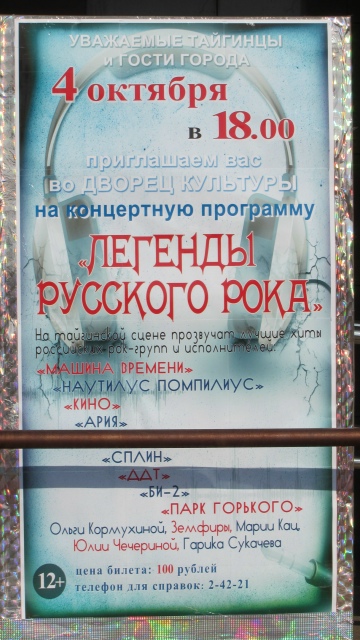 УВАЖАЕМЫЕ ТАЙГИНЦЫ
И ГОСТИ ГОРОДА
4 октября
в 18.00
приглашаем вас
во ДВОРЕЦ КУЛЬТУРЫ
на концертную программу
«ЛЕГЕНДЫ
РУССКОГО РОКА»
На тайгинской сцене прозвучат лучшие хиты
российских рок-групп и исполнителей:
«МАШИНА ВРЕМЕНИ»
«НАУТИЛУС ПОМПИЛИУС»
«КИНО»
«АРИЯ»
«СПЛИН»
«ДДТ»
«БИ-2»
«ПАРК ГОРЬКОГО»
Ольги Кормухиной, Земфиры, Марии Кац,
Юлии Чечериной, Гарика Сукачева
12+
цена билета: 100 рублей
телефон для справок: 2-42-21